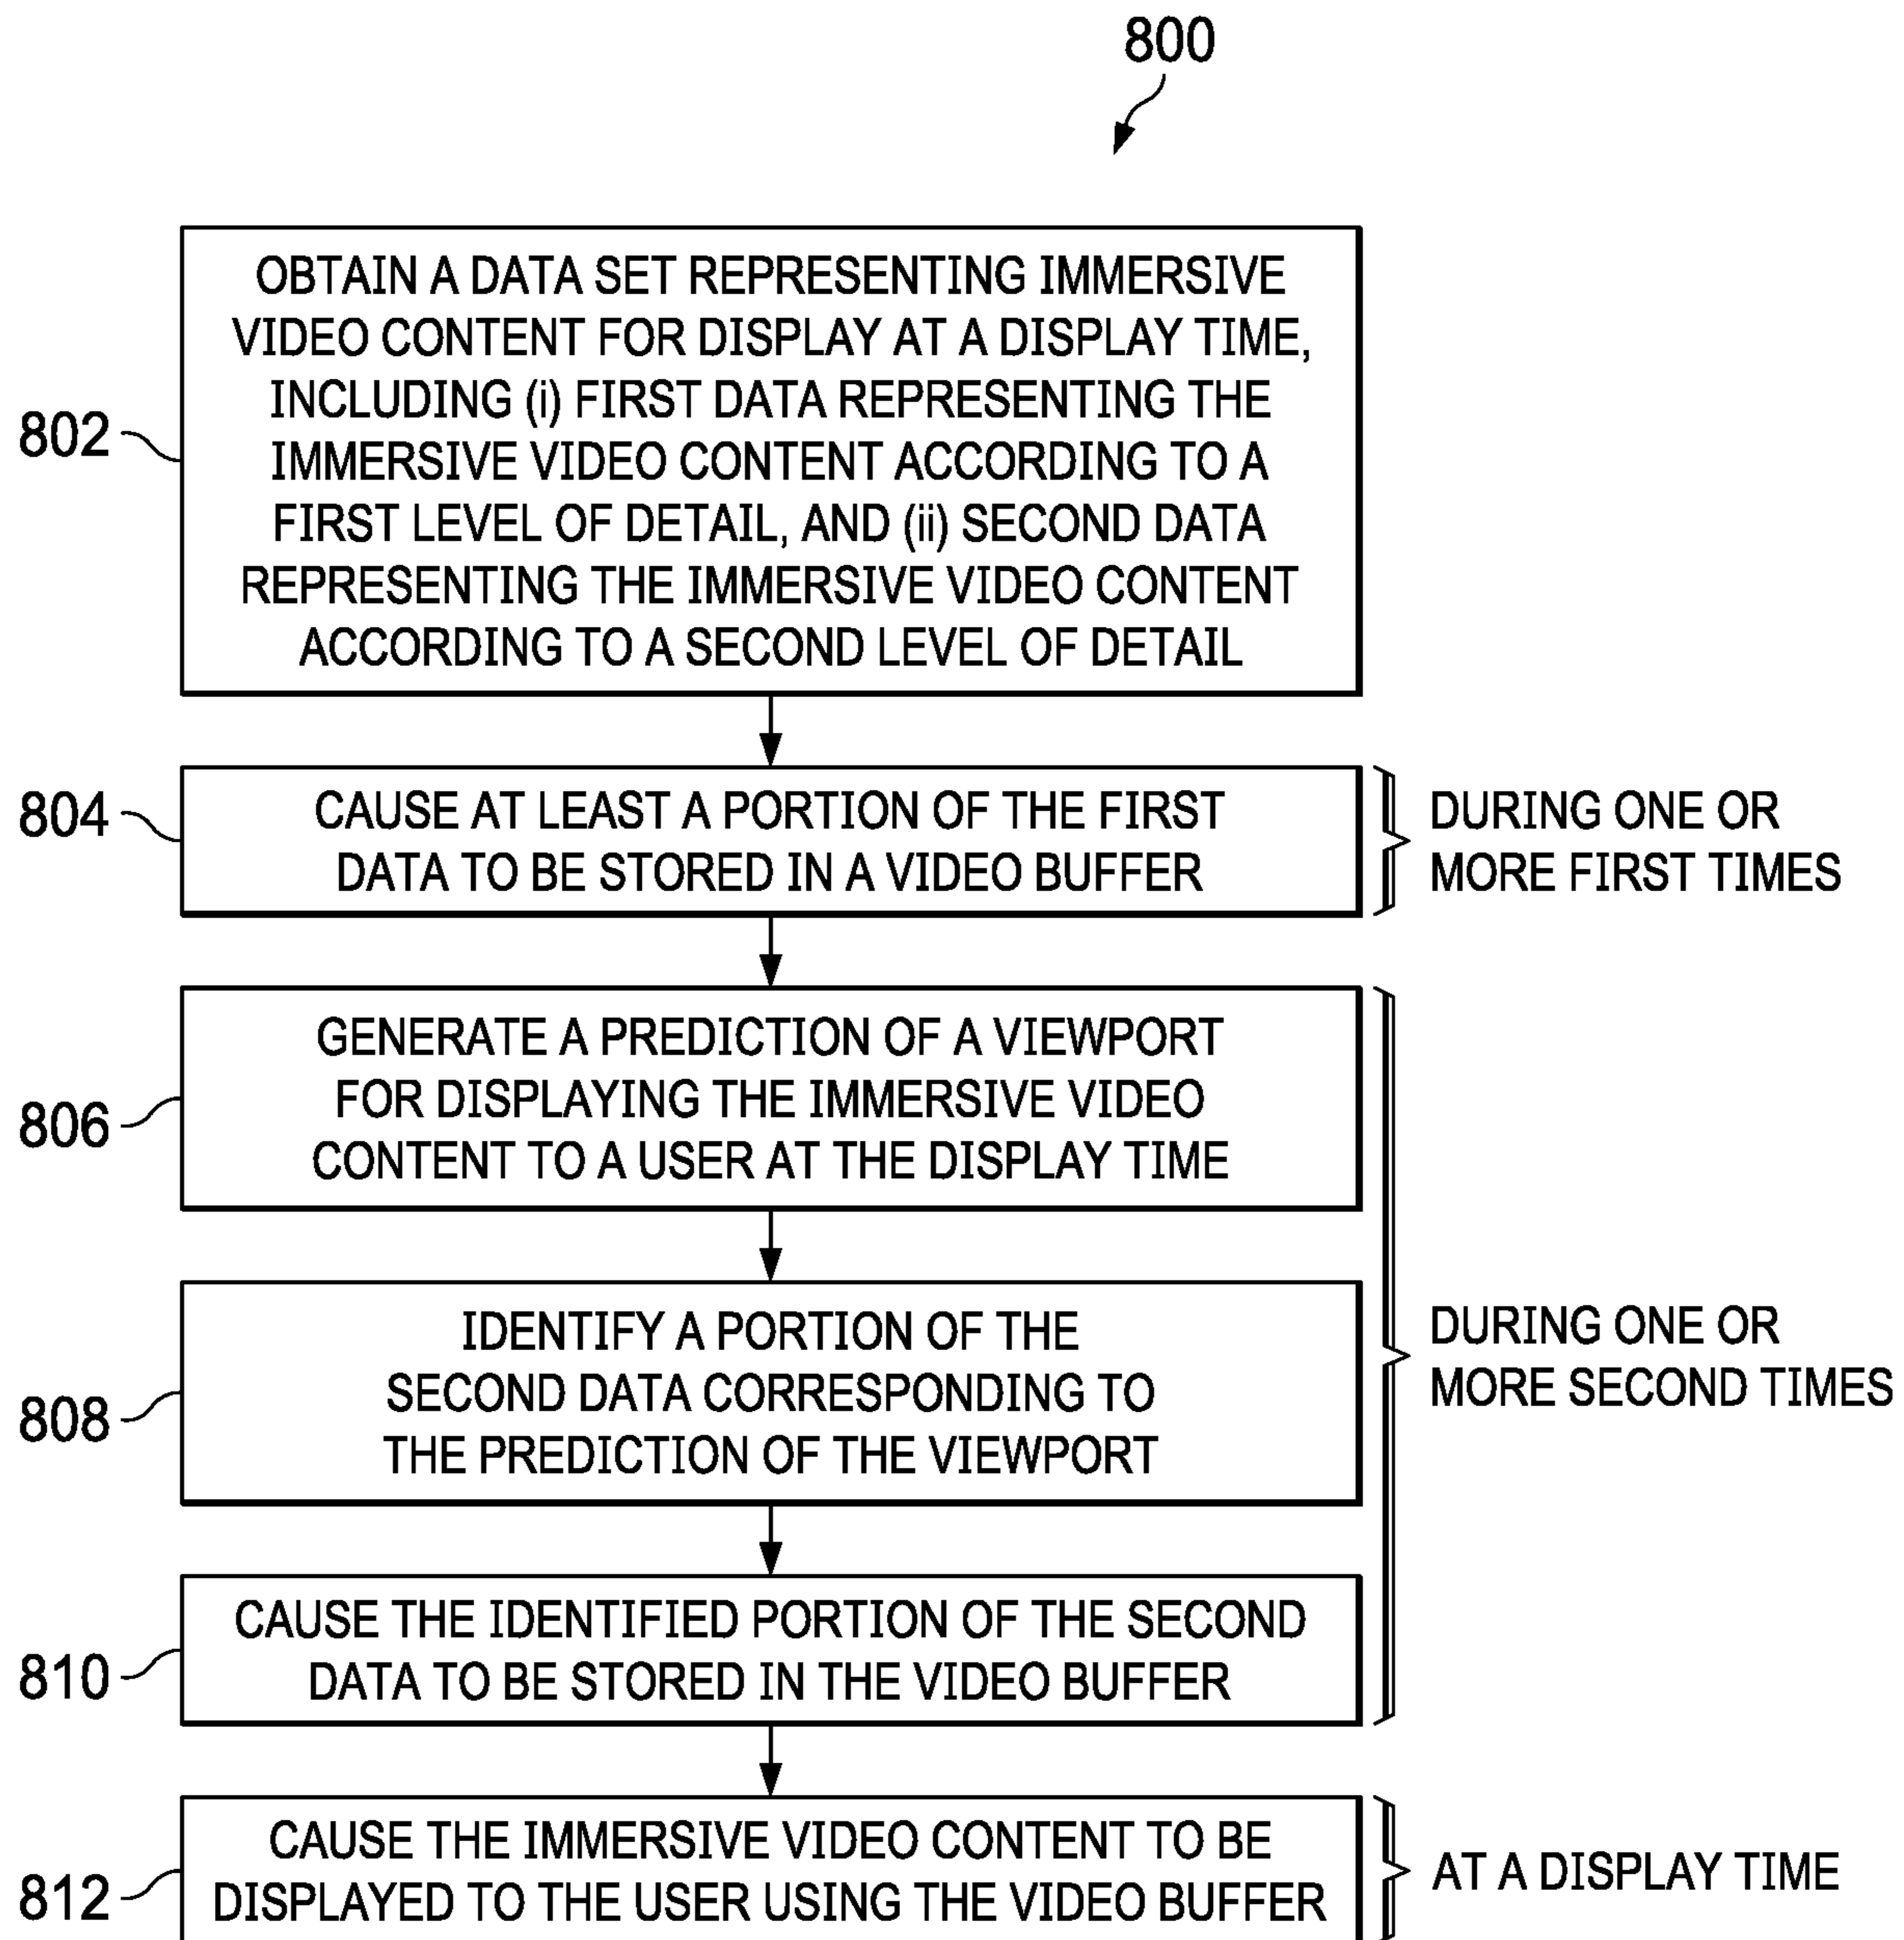 800
802
OBTAIN A DATA SET REPRESENTING IMMERSIVE
VIDEO CONTENT FOR DISPLAY AT A DISPLAY TIME,
INCLUDING (i) FIRST DATA REPRESENTING THE
IMMERSIVE VIDEO CONTENT ACCORDING TO A
FIRST LEVEL OF DETAIL, AND (ii) SECOND DATA
REPRESENTING THE IMMERSIVE VIDEO CONTENT
ACCORDING TO A SECOND LEVEL OF DETAIL
804
CAUSE AT LEAST A PORTION OF THE FIRST
DATA TO BE STORED IN A VIDEO BUFFER
DURING ONE OR
MORE FIRST TIMES
806
GENERATE A PREDICTION OF A VIEWPORT
FOR DISPLAYING THE IMMERSIVE VIDEO
CONTENT TO A USER AT THE DISPLAY TIME
808
IDENTIFY A PORTION OF THE
SECOND DATA CORRESPONDING TO
THE PREDICTION OF THE VIEWPORT
DURING ONE OR
MORE SECOND TIMES
810
CAUSE THE IDENTIFIED PORTION OF THE SECOND
DATA TO BE STORED IN THE VIDEO BUFFER
812
CAUSE THE IMMERSIVE VIDEO CONTENT TO BE
DISPLAYED TO THE USER USING THE VIDEO BUFFER
AT A DISPLAY TIME